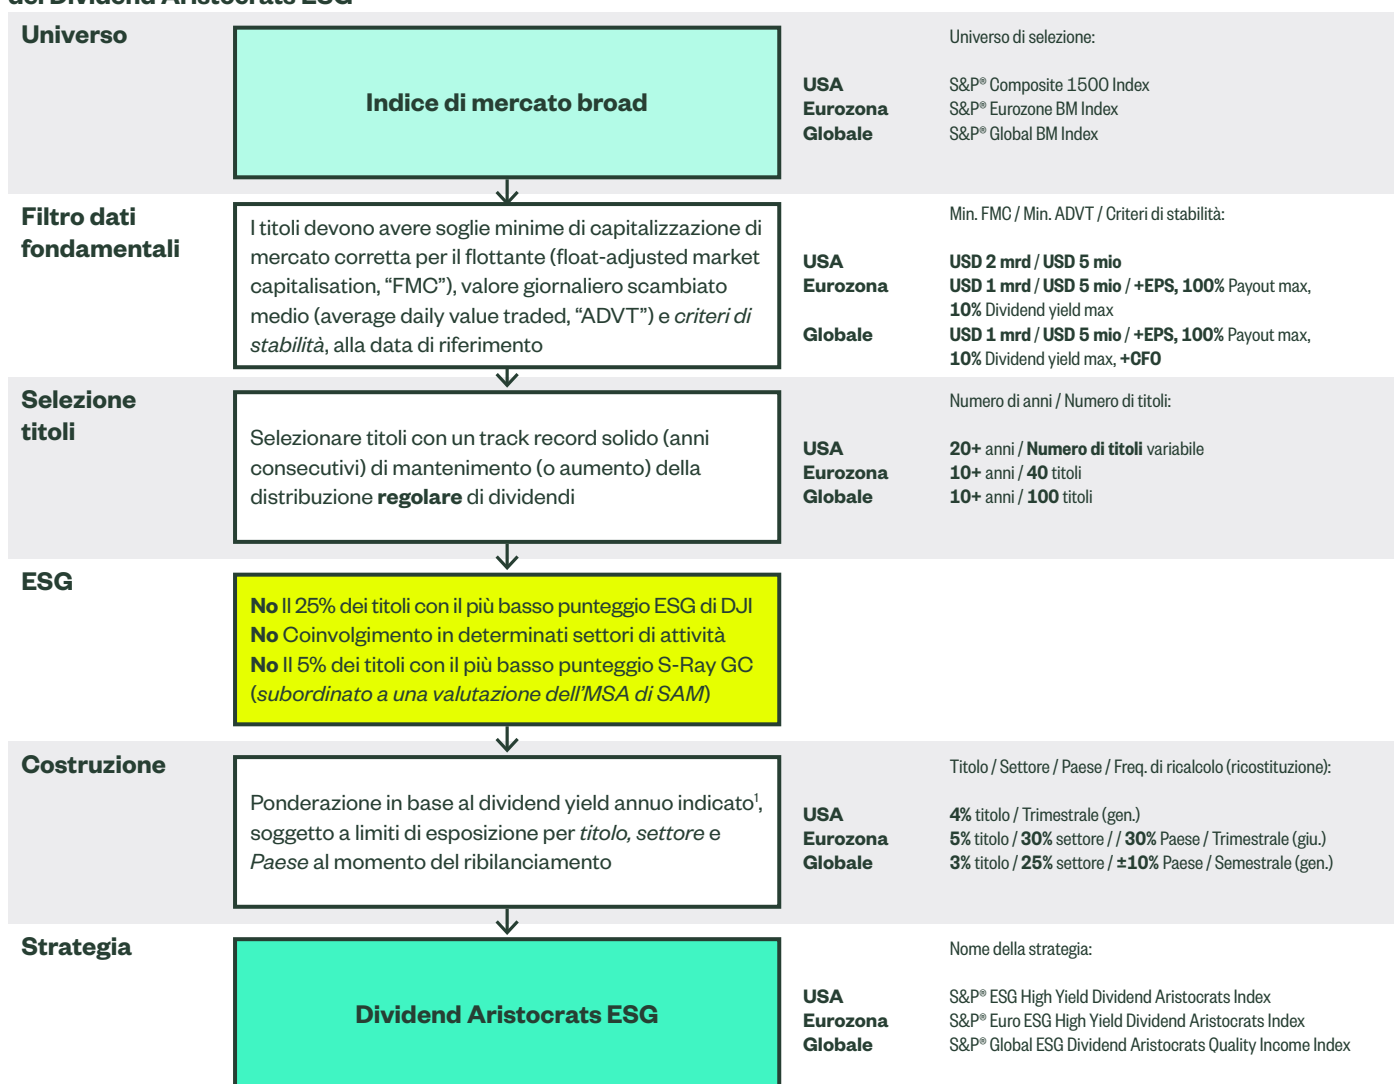 dei Dividend Aristocrats ESG
Universo
Indice di mercato broad
Universo di selezione:
USA S&P® Composite 1500 Index
Eurozona S&P® Eurozone BM Index
Globale S&P® Global BM Index
Filtro dati
fondamentali
I titoli devono avere soglie minime di capitalizzazione di
mercato corretta per il flottante (float-adjusted market
capitalisation, “FMC”), valore giornaliero scambiato
medio (average daily value traded, “ADVT”) e criteri di
stabilità, alla data di riferimento
Min. FMC / Min. ADVT / Criteri di stabilità:
USA USD 2 mrd / USD 5 mio
Eurozona USD 1 mrd / USD 5 mio / +EPS, 100% Payout max,
10% Dividend yield max
Globale USD 1 mrd / USD 5 mio / +EPS, 100% Payout max,
10% Dividend yield max, +CFO
Selezione
titoli
Selezionare titoli con un track record solido (anni
consecutivi) di mantenimento (o aumento) della
distribuzione regolare di dividendi
Numero di anni / Numero di titoli:
USA 20+ anni / Numero di titoli variabile
Eurozona 10+ anni / 40 titoli
Globale 10+ anni / 100 titoli
ESG
No Il 25% dei titoli con il più basso punteggio ESG di DJI
No Coinvolgimento in determinati settori di attività
No Il 5% dei titoli con il più basso punteggio S-Ray GC
(subordinato a una valutazione dell’MSA di SAM)
Costruzione
Ponderazione in base al dividend yield annuo indicato¹,
soggetto a limiti di esposizione per titolo, settore e
Paese al momento del ribilanciamento
Titolo / Settore / Paese / Freq. di ricalcolo (ricostituzione):
USA 4% titolo / Trimestrale (gen.)
Eurozona 5% titolo / 30% settore / / 30% Paese / Trimestrale (giu.)
Globale 3% titolo / 25% settore / ±10% Paese / Semestrale (gen.)
Strategia
Dividend Aristocrats ESG
Nome della strategia:
USA S&P® ESG High Yield Dividend Aristocrats Index
Eurozona S&P® Euro ESG High Yield Dividend Aristocrats Index
Globale S&P® Global ESG Dividend Aristocrats Quality Income Index